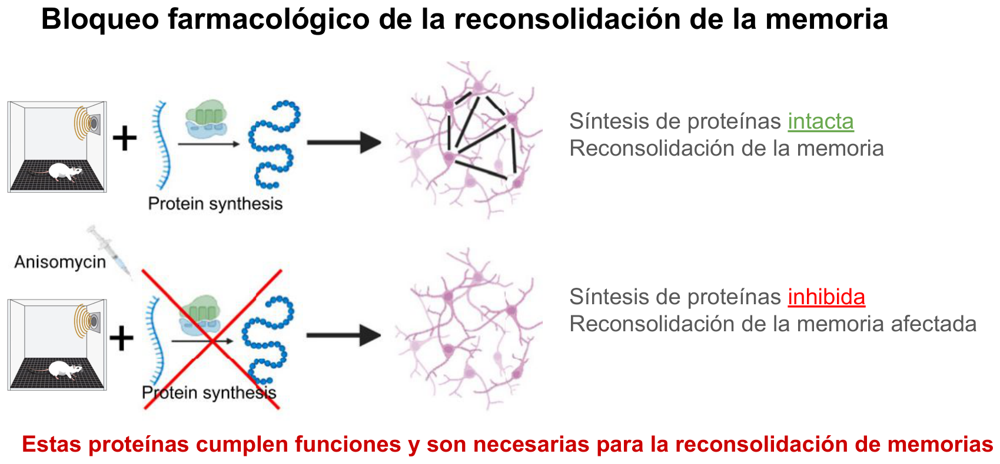 Bloqueo farmacológico de la reconsolidación de la memoria
Protein synthesis
Síntesis de proteínas intacta
Reconsolidación de la memoria
Anisomycin
Protein synthesis
Síntesis de proteínas inhibida
Reconsolidación de la memoria afectada
Estas proteínas cumplen funciones y son necesarias para la reconsolidación de memorias